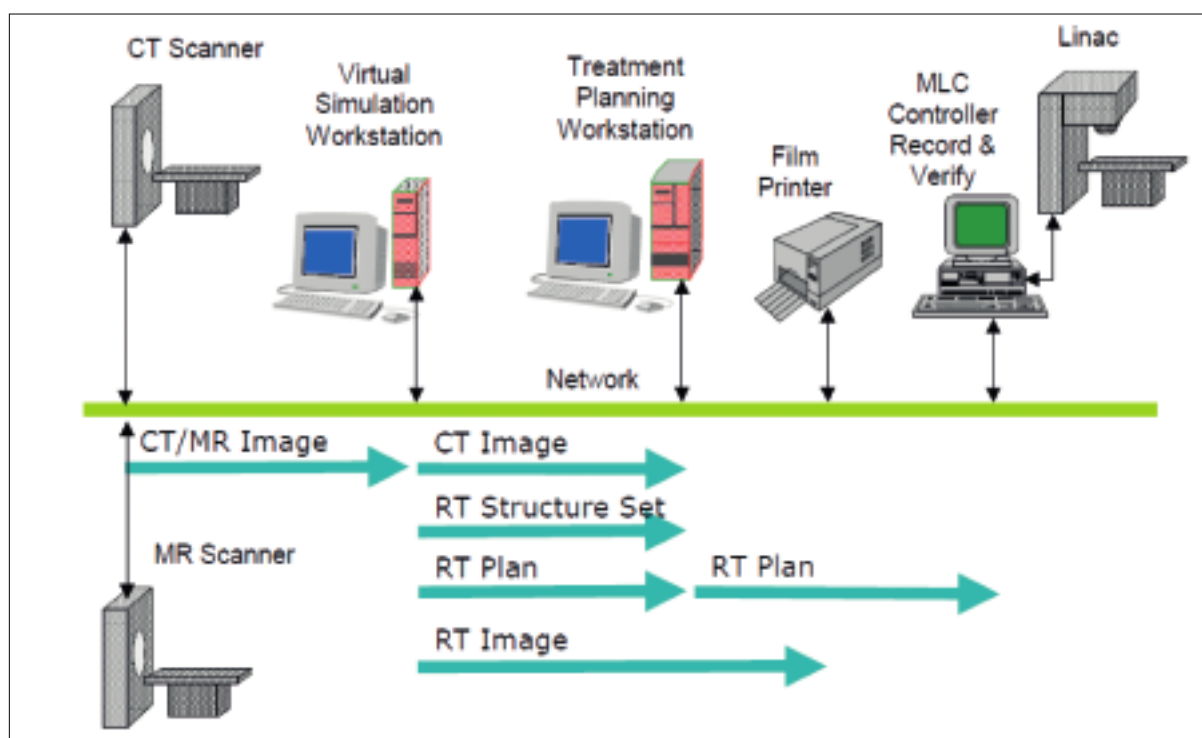 CT Scanner
Virtual
Simulation
Workstation
Treatment
Planning
Workstation
Film
Printer
MLC
Controller
Record &
Verify
Linac
Network
CT/MR Image
CT Image
RT Structure Set
MR Scanner
RT Plan
RT Plan
RT Image